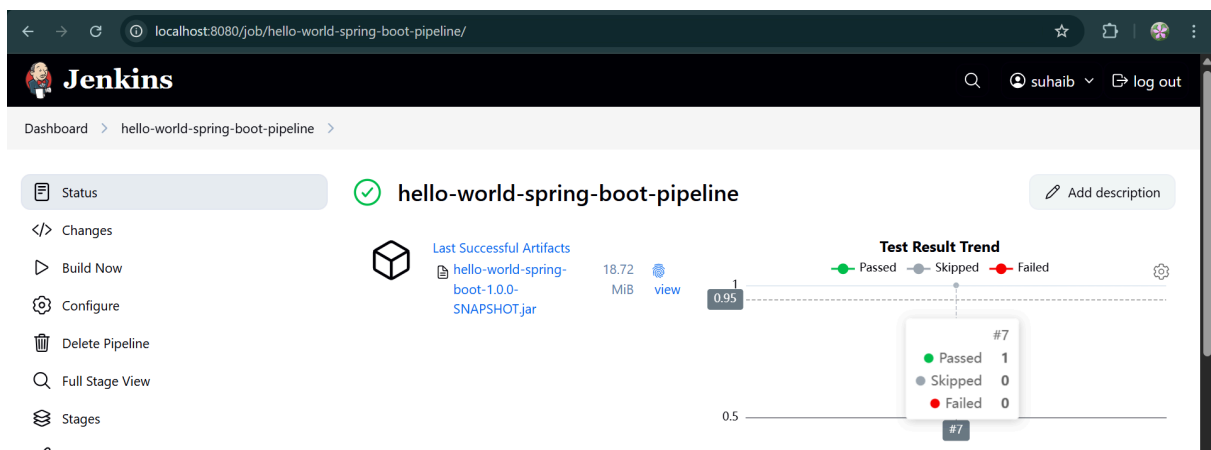 localhost:8080/job/hello-world-spring-boot-pipeline/
Jenkins
suhaib
log out
Dashboard > hello-world-spring-boot-pipeline >
Status
Changes
Build Now
Configure
Delete Pipeline
Full Stage View
Stages
hello-world-spring-boot-pipeline
Add description
Last Successful Artifacts
hello-world-spring-
boot-1.0.0-
SNAPSHOT.jar
18.72
MiB
view
Test Result Trend
Passed Skipped Failed
1
0.95
#7
Passed 1
Skipped 0
Failed 0
0.5
#7